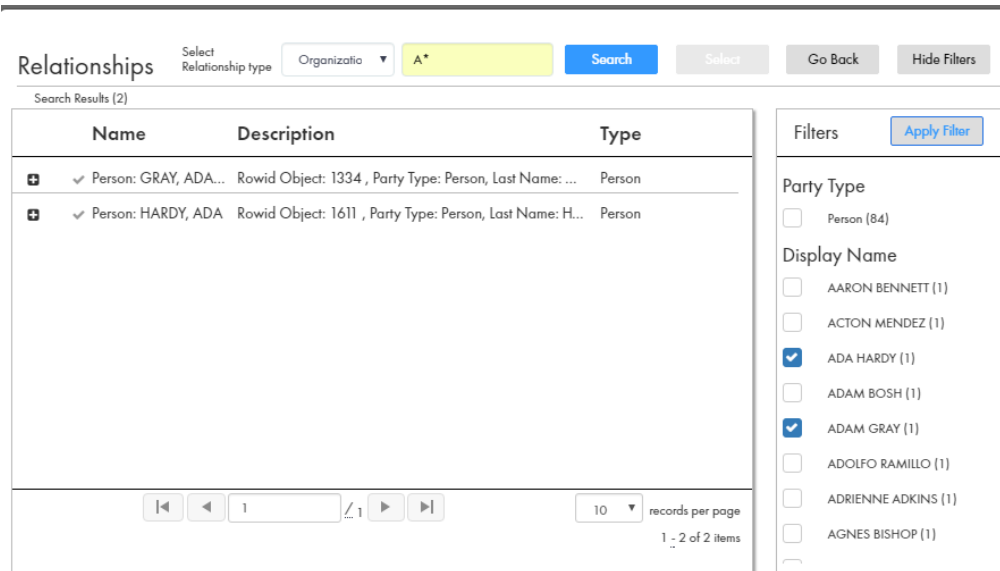 Relationships
Select
Relationship type
Organizatio
A*
Search
Select
Go Back
Hide Filters
Search Results (2)
Name Description Type
Person: GRAY, ADA... Rowid Object: 1334 , Party Type: Person, Last Name: ... Person
Person: HARDY, ADA Rowid Object: 1611 , Party Type: Person, Last Name: H... Person
1 / 1
10 records per page
1 - 2 of 2 items
Filters
Apply Filter
Party Type
Person (84)
Display Name
AARON BENNETT (1)
ACTON MENDEZ (1)
ADA HARDY (1)
ADAM BOSH (1)
ADAM GRAY (1)
ADOLFO RAMILLO (1)
ADRIENNE ADKINS (1)
AGNES BISHOP (1)